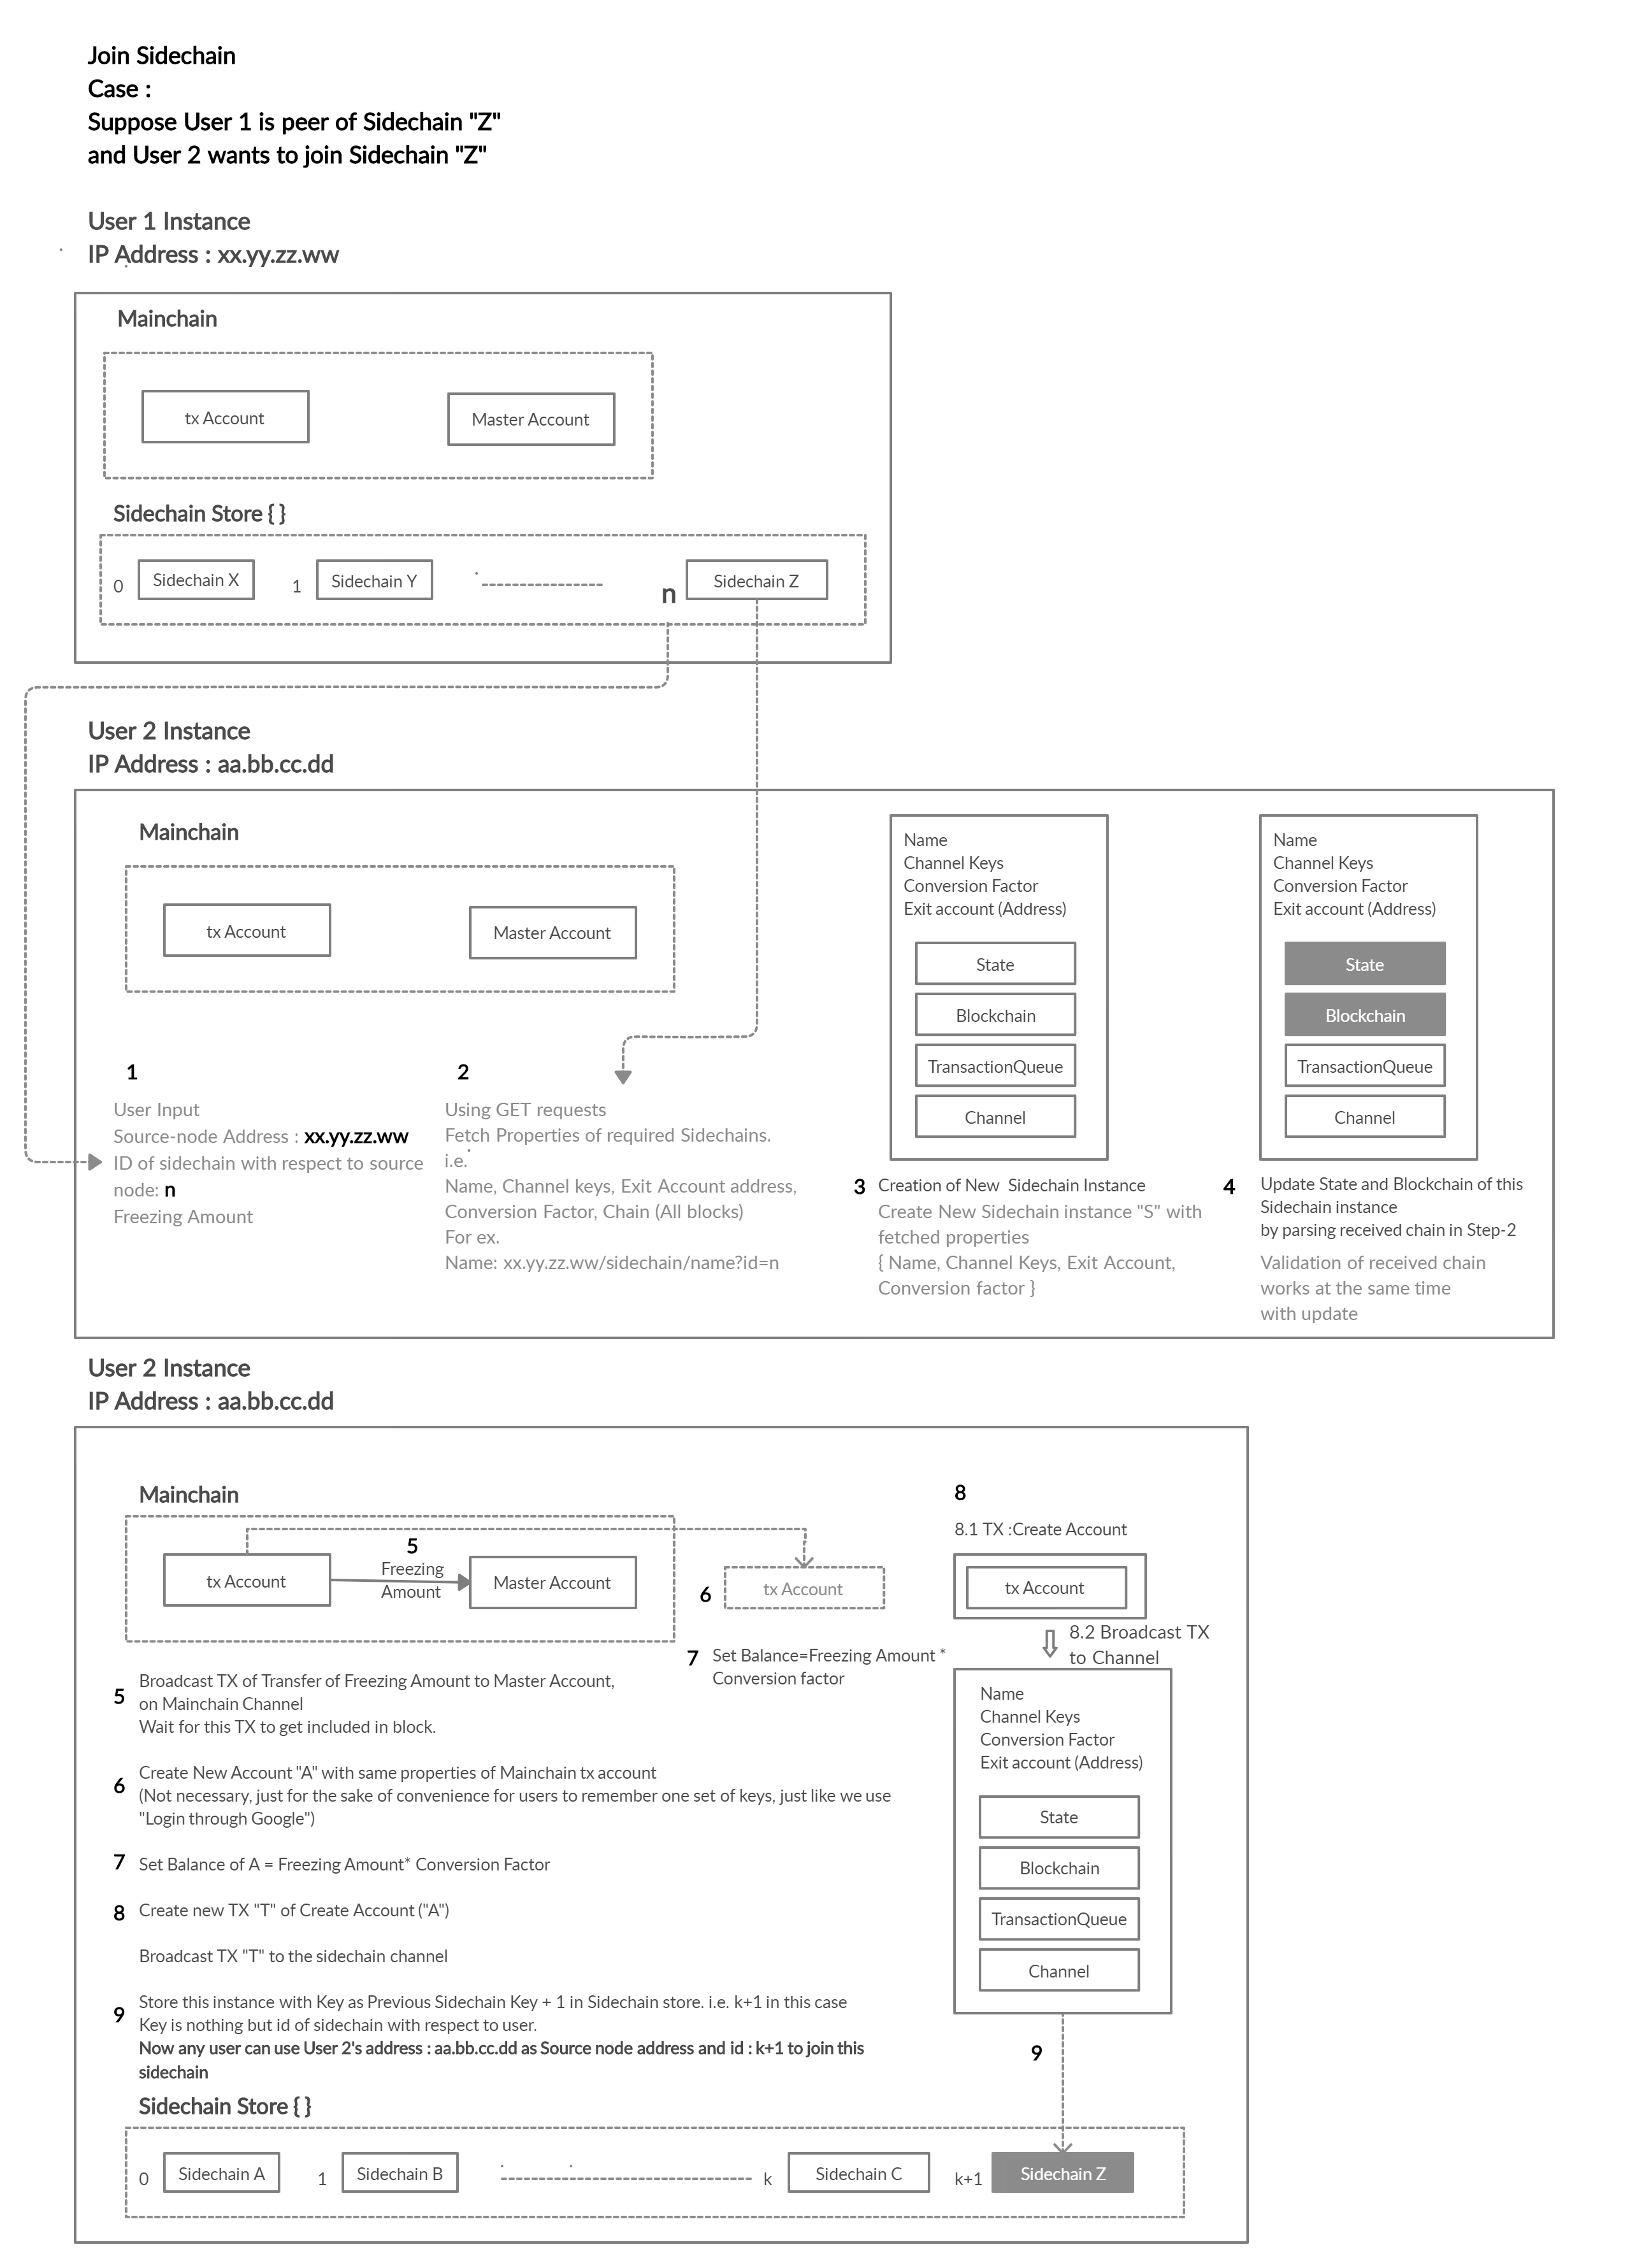 Join Sidechain
Case :
Suppose User 1 is peer of Sidechain "Z"
and User 2 wants to join Sidechain "Z"
User 1 Instance
IP Address : xx.yy.zz.ww
Mainchain
tx Account
Master Account
Sidechain Store { }
0
Sidechain X
1
Sidechain Y
n
Sidechain Z
User 2 Instance
IP Address : aa.bb.cc.dd
Mainchain
tx Account
Master Account
1
User Input
Source-node Address : xx.yy.zz.ww
ID of sidechain with respect to source
node: n
Freezing Amount
2
Using GET requests
Fetch Properties of required Sidechains.
i.e.
Name, Channel keys, Exit Account address,
Conversion Factor, Chain (All blocks)
For ex.
Name: xx.yy.zz.ww/sidechain/name?id=n
Name
Channel Keys
Conversion Factor
Exit account (Address)
State
Blockchain
TransactionQueue
Channel
3
Creation of New Sidechain Instance
Create New Sidechain instance "S" with
fetched properties
{ Name, Channel Keys, Exit Account,
Conversion factor }
Name
Channel Keys
Conversion Factor
Exit account (Address)
State
Blockchain
TransactionQueue
Channel
4
Update State and Blockchain of this
Sidechain instance
by parsing received chain in Step-2
Validation of received chain
works at the same time
with update
User 2 Instance
IP Address : aa.bb.cc.dd
Mainchain
tx Account
5
Freezing
Amount
Master Account
6
tx Account
7
Set Balance=Freezing Amount *
Conversion factor
8
8.1 TX :Create Account
tx Account
8.2 Broadcast TX
to Channel
Name
Channel Keys
Conversion Factor
Exit account (Address)
State
Blockchain
TransactionQueue
Channel
9
5
Broadcast TX of Transfer of Freezing Amount to Master Account,
on Mainchain Channel
Wait for this TX to get included in block.
6
Create New Account "A" with same properties of Mainchain tx account
(Not necessary, just for the sake of convenience for users to remember one set of keys, just like we use
"Login through Google")
7
Set Balance of A = Freezing Amount* Conversion Factor
8
Create new TX "T" of Create Account ("A")
Broadcast TX "T" to the sidechain channel
9
Store this instance with Key as Previous Sidechain Key + 1 in Sidechain store. i.e. k+1 in this case
Key is nothing but id of sidechain with respect to user.
Now any user can use User 2's address : aa.bb.cc.dd as Source node address and id : k+1 to join this
sidechain
Sidechain Store { }
0
Sidechain A
1
Sidechain B
k
Sidechain C
k+1
Sidechain Z